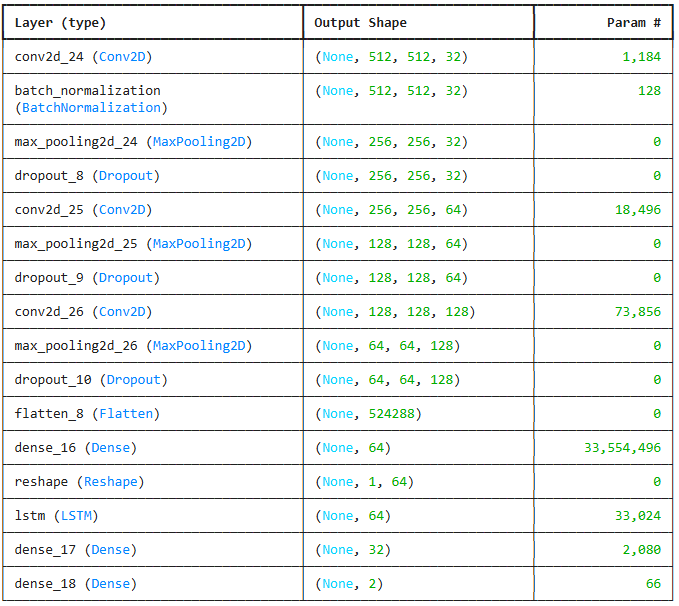 Layer (type) Output Shape Param #
conv2d_24 (Conv2D) (None, 512, 512, 32) 1,184
batch_normalization (None, 512, 512, 32) 128
(BatchNormalization)
max_pooling2d_24 (MaxPooling2D) (None, 256, 256, 32) 0
dropout_8 (Dropout) (None, 256, 256, 32) 0
conv2d_25 (Conv2D) (None, 256, 256, 64) 18,496
max_pooling2d_25 (MaxPooling2D) (None, 128, 128, 64) 0
dropout_9 (Dropout) (None, 128, 128, 64) 0
conv2d_26 (Conv2D) (None, 128, 128, 128) 73,856
max_pooling2d_26 (MaxPooling2D) (None, 64, 64, 128) 0
dropout_10 (Dropout) (None, 64, 64, 128) 0
flatten_8 (Flatten) (None, 524288) 0
dense_16 (Dense) (None, 64) 33,554,496
reshape (Reshape) (None, 1, 64) 0
lstm (LSTM) (None, 64) 33,024
dense_17 (Dense) (None, 32) 2,080
dense_18 (Dense) (None, 2) 66